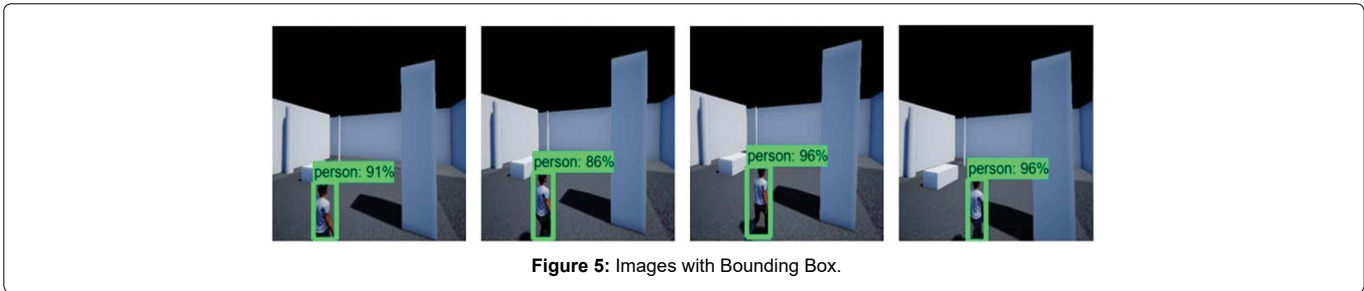 person: 91%
person: 86%
person: 96%
person: 96%
Figure 5: Images with Bounding Box.